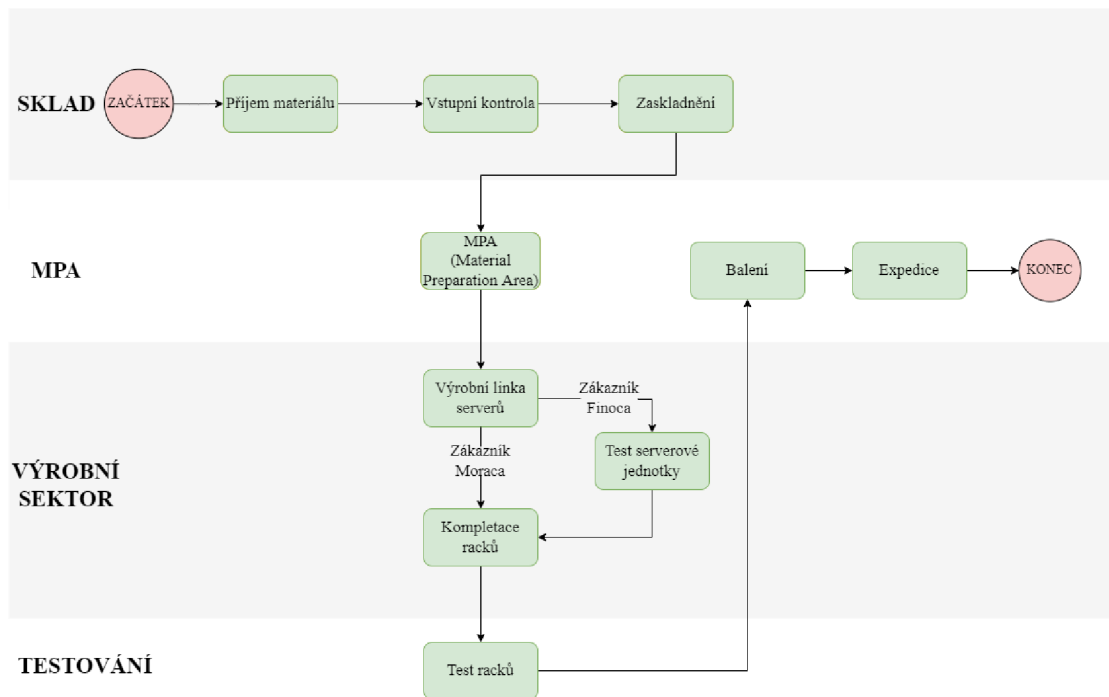 SKLAD
ZAČÁTEK
Příjem materiálu
Vstupní kontrola
Zaskladnění
MPA
MPA
(Material
Preparation Area)
Balení
Expedice
KONEC
Výrobní linka
serverů
Zákazník
Finoca
Zákazník
Moraca
Test serverové
jednotky
VÝROBNÍ
SEKTOR
Kompletace
racků
TESTOVÁNÍ
Test racků